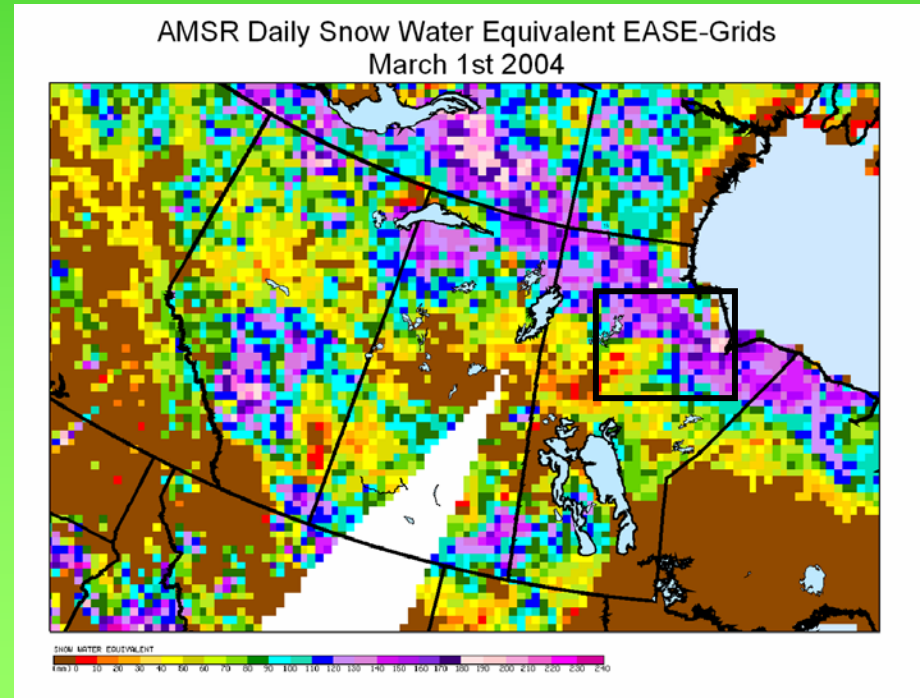 AMSR Daily Snow Water Equivalent EASE-Grids
March 1st 2004
SNOW WATER EQUIVALENT
(mm) 0 10 20 30 40 50 60 70 80 90 100 110 120 130 140 150 160 170 180 190 200 210 220 230 240